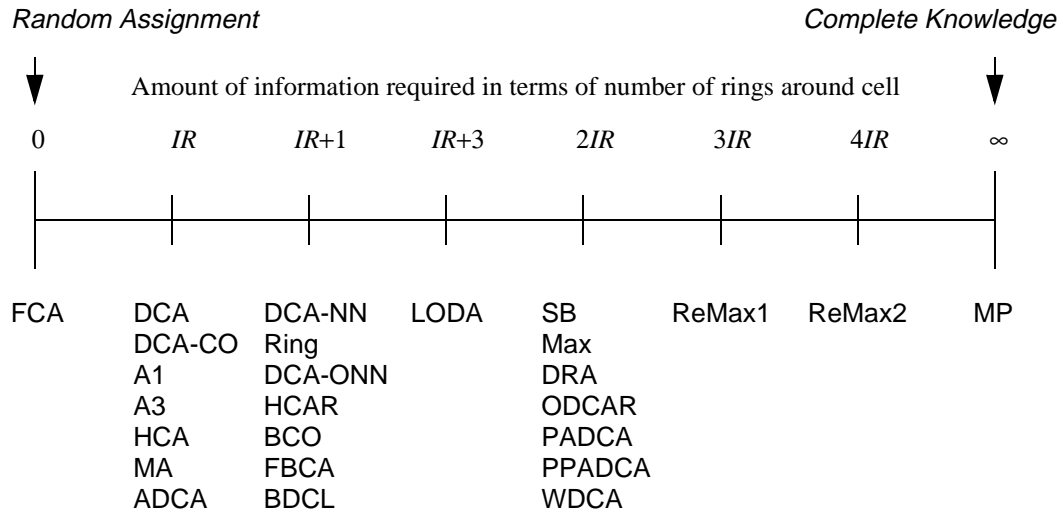 Random Assignment Complete Knowledge
Amount of information required in terms of number of rings around cell
0 IR IR+1 IR+3 2IR 3IR 4IR ∞
FCA DCA DCA-NN LODA SB ReMax1 ReMax2 MP
DCA-CO Ring Max
A1 DCA-ONN DRA
A3 HCAR ODCAR
HCA BCO PADCA
MA FBCA PPADCA
ADCA BDCL WDCA